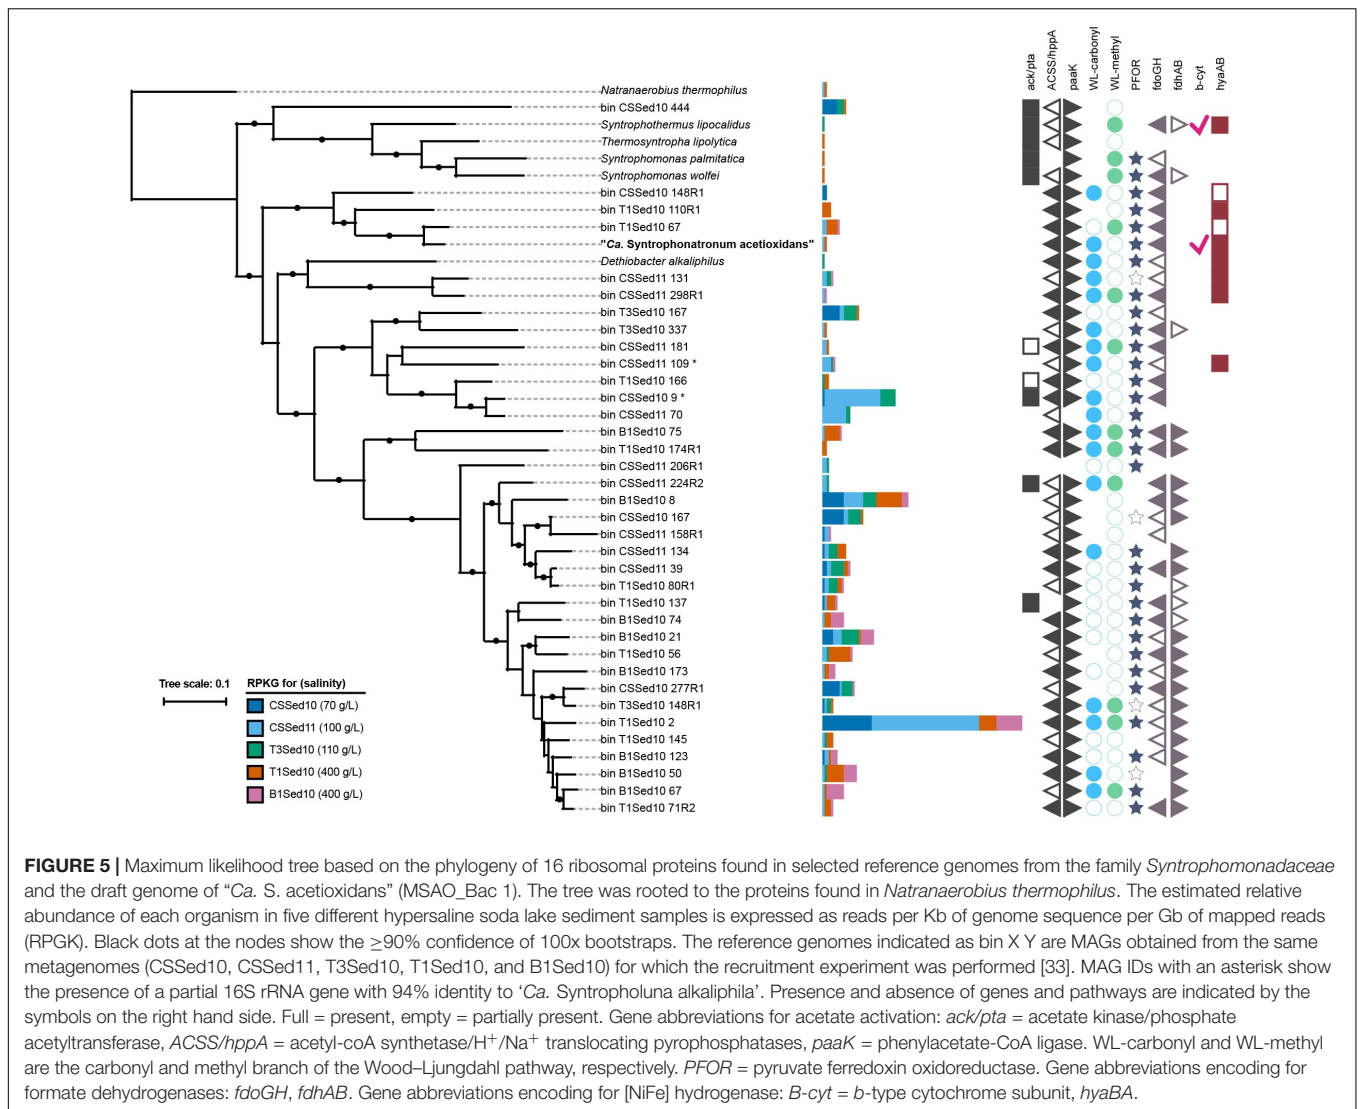 ack/pta
ACSS/hppA
paaK
WL-carbonyl
WL-methyl
PFOR
fdoGH
fdhAB
b-cyt
hyaAB
Natranaerobius thermophilus
bin CSSed10 444
Syntrophothermus lipocalidus
Thermosyntropha lipolytica
Syntrophomonas palmitatica
Syntrophomonas wolfei
bin CSSed10 148R1
bin T1Sed10 110R1
bin T1Sed10 67
"Ca. Syntrophonatronum acetioxidans"
Dethiobacter alkaliphilus
bin CSSed11 131
bin CSSed11 298R1
bin T3Sed10 167
bin T3Sed10 337
bin CSSed11 181
bin CSSed11 109 *
bin T1Sed10 166
bin CSSed10 9 *
bin CSSed11 70
bin B1Sed10 75
bin T1Sed10 174R1
bin CSSed11 206R1
bin CSSed11 224R2
bin B1Sed10 8
bin CSSed10 167
bin CSSed11 158R1
bin CSSed11 134
bin CSSed11 39
bin T1Sed10 80R1
bin T1Sed10 137
bin B1Sed10 74
bin B1Sed10 21
bin T1Sed10 56
bin B1Sed10 173
bin CSSed10 277R1
bin T3Sed10 148R1
bin T1Sed10 2
bin T1Sed10 145
bin B1Sed10 123
bin B1Sed10 50
bin B1Sed10 67
bin T1Sed10 71R2
Tree scale: 0.1
RPKG for (salinity)
CSSed10 (70 g/L)
CSSed11 (100 g/L)
T3Sed10 (110 g/L)
T1Sed10 (400 g/L)
B1Sed10 (400 g/L)
FIGURE 5 | Maximum likelihood tree based on the phylogeny of 16 ribosomal proteins found in selected reference genomes from the family Syntrophomonadaceae
and the draft genome of “Ca. S. acetioxidans” (MSAO_Bac 1). The tree was rooted to the proteins found in Natranaerobius thermophilus. The estimated relative
abundance of each organism in five different hypersaline soda lake sediment samples is expressed as reads per Kb of genome sequence per Gb of mapped reads
(RPGK). Black dots at the nodes show the ≥90% confidence of 100x bootstraps. The reference genomes indicated as bin X Y are MAGs obtained from the same
metagenomes (CSSed10, CSSed11, T3Sed10, T1Sed10, and B1Sed10) for which the recruitment experiment was performed [33]. MAG IDs with an asterisk show
the presence of a partial 16S rRNA gene with 94% identity to ‘Ca. Syntropholuna alkaliphila’. Presence and absence of genes and pathways are indicated by the
symbols on the right hand side. Full = present, empty = partially present. Gene abbreviations for acetate activation: ack/pta = acetate kinase/phosphate
acetyltransferase, ACSS/hppA = acetyl-coA synthetase/H⁺/Na⁺ translocating pyrophosphatases, paaK = phenylacetate-CoA ligase. WL-carbonyl and WL-methyl
are the carbonyl and methyl branch of the Wood–Ljungdahl pathway, respectively. PFOR = pyruvate ferredoxin oxidoreductase. Gene abbreviations encoding for
formate dehydrogenases: fdoGH, fdhAB. Gene abbreviations encoding for [NiFe] hydrogenase: B-cyt = b-type cytochrome subunit, hyaBA.